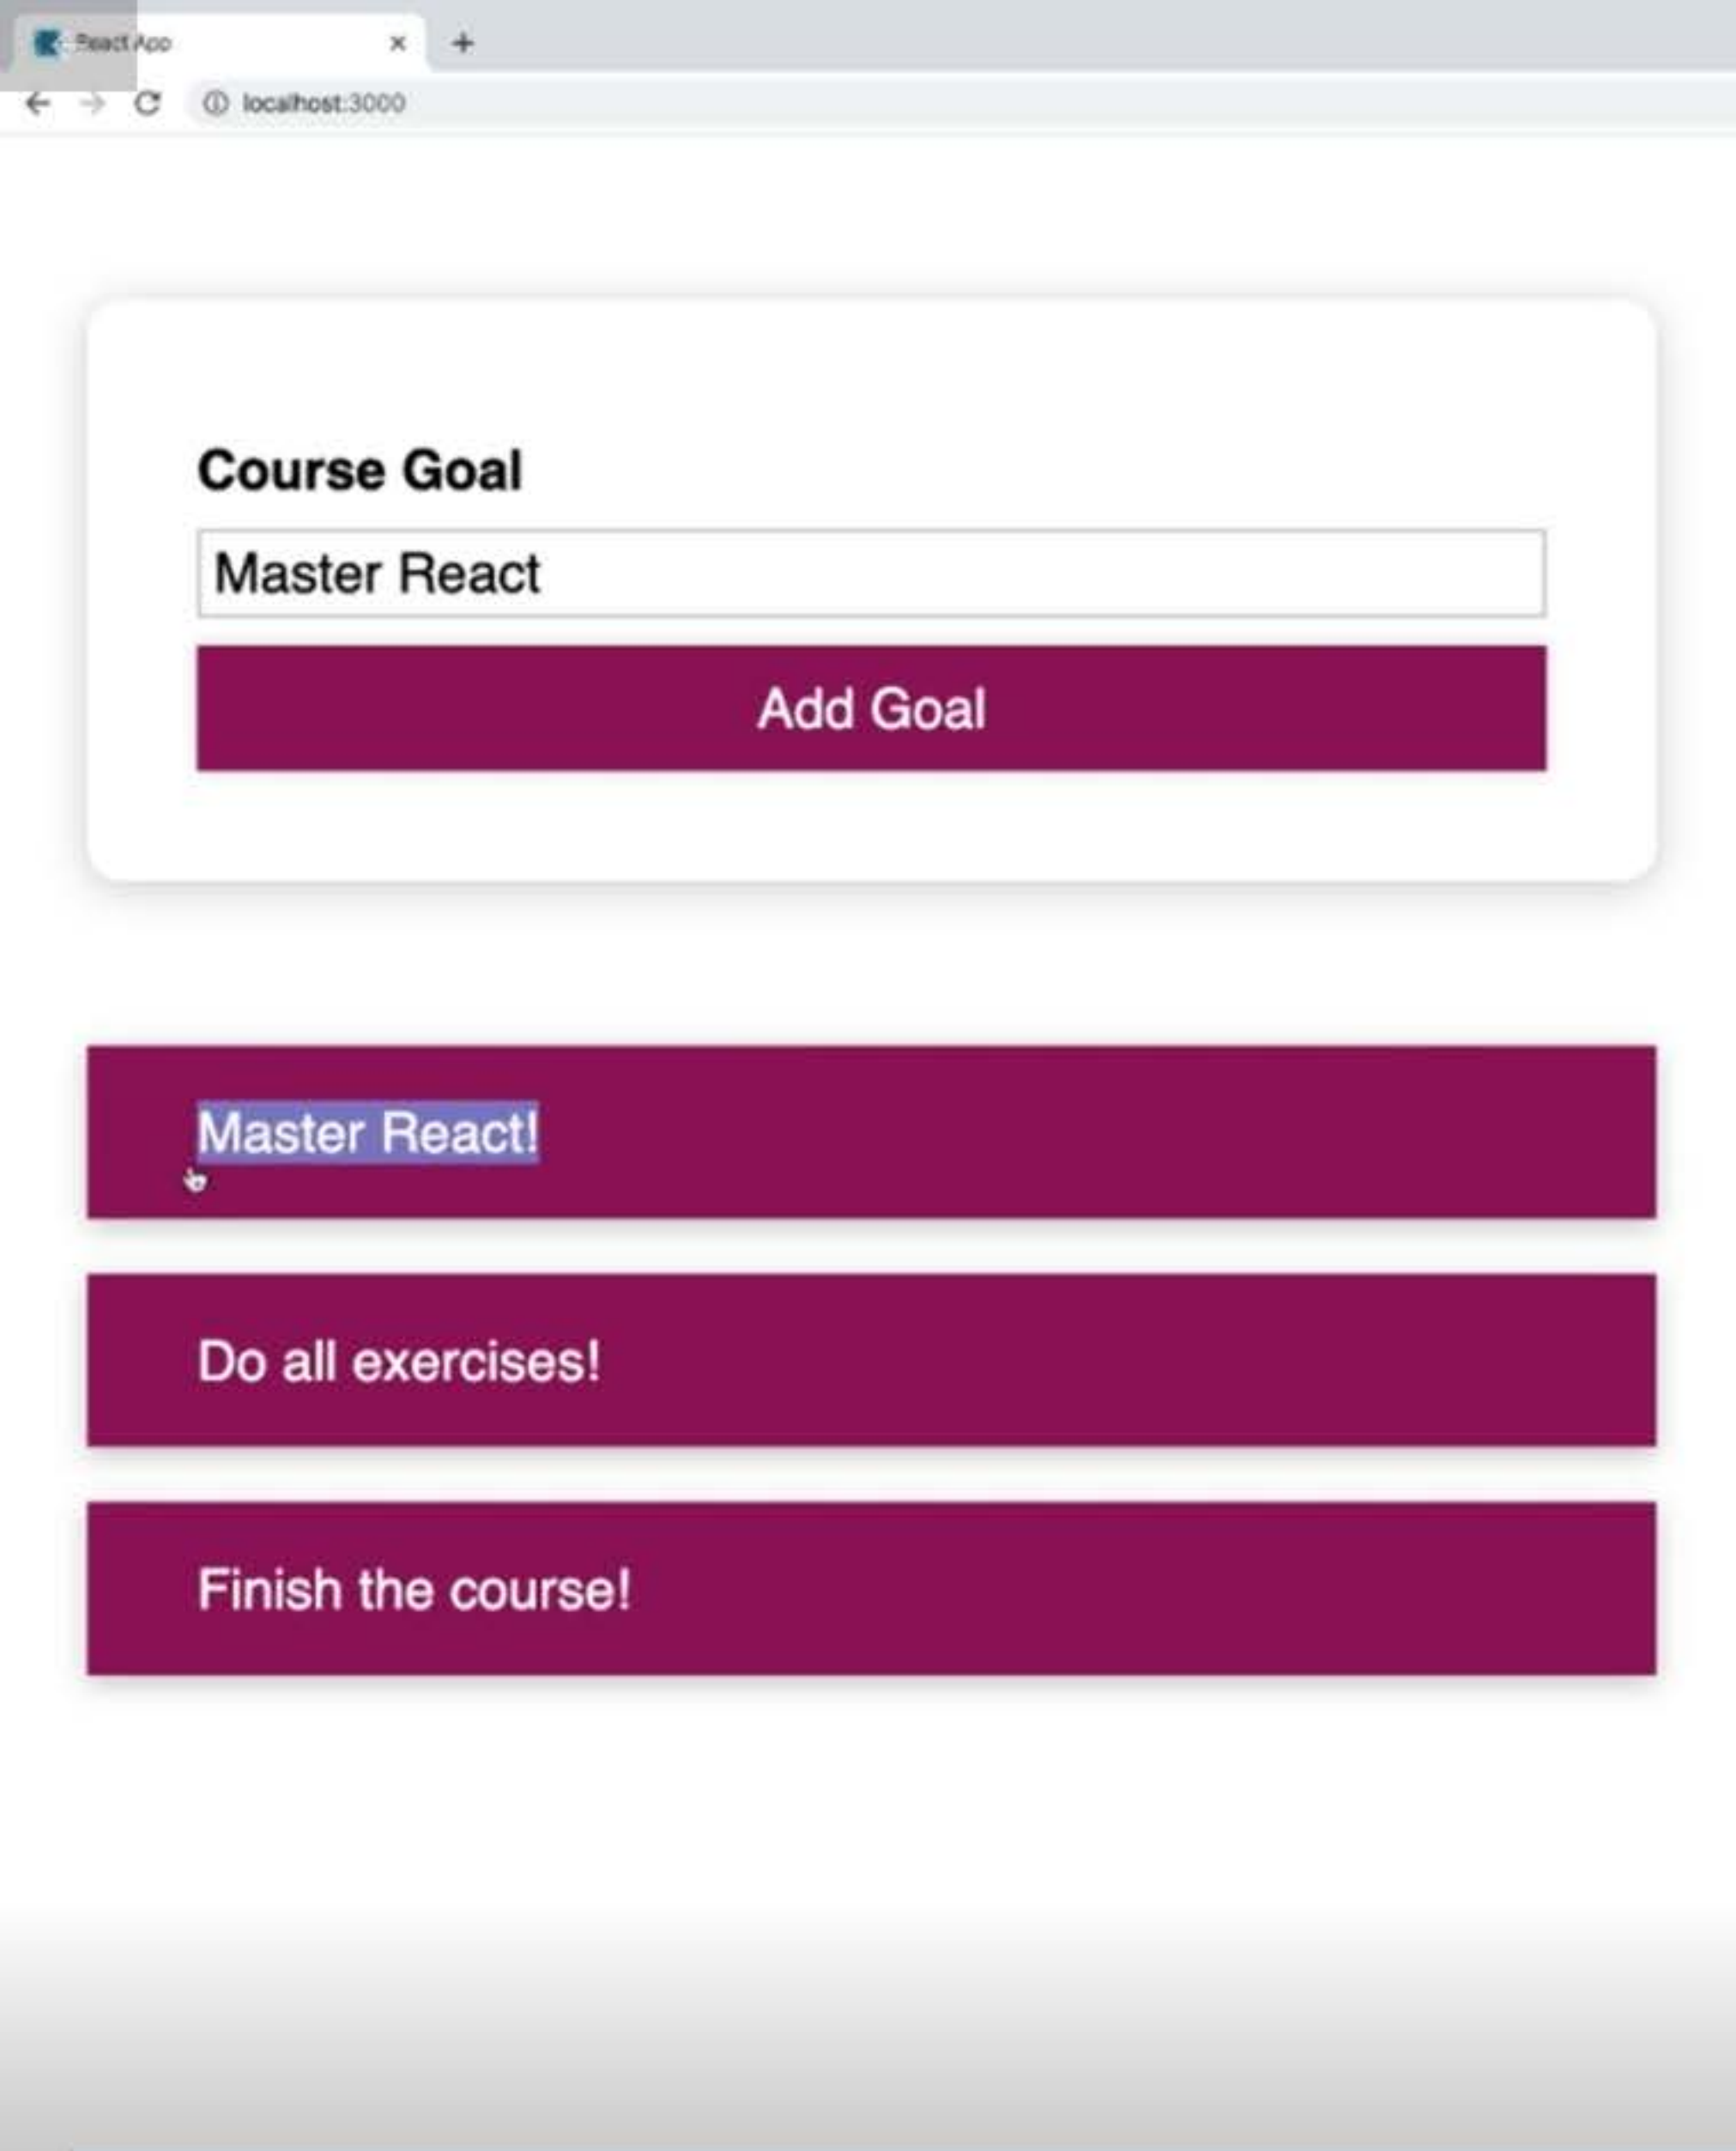 React App
localhost:3000
Course Goal
Master React
Add Goal
Master React!
Do all exercises!
Finish the course!